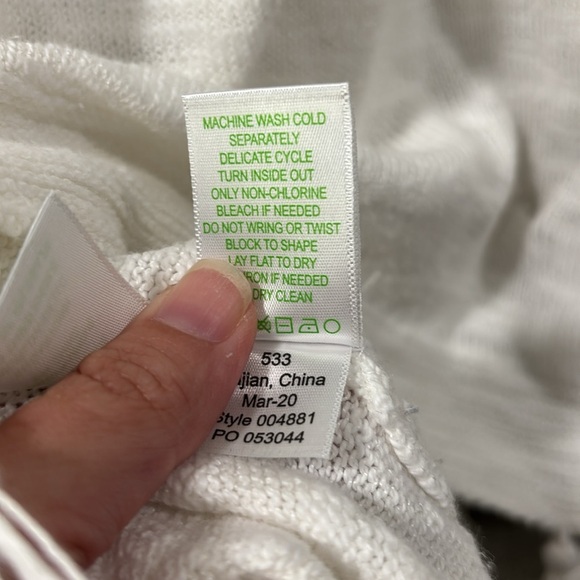 MACHINE WASH COLD
SEPARATELY
DELICATE CYCLE
TURN INSIDE OUT
ONLY NON-CHLORINE
BLEACH IF NEEDED
DO NOT WRING OR TWIST
BLOCK TO SHAPE
LAY FLAT TO DRY
IF NEEDED
DRY CLEAN
533
China
Mar-20
Style 004881
PO 053044